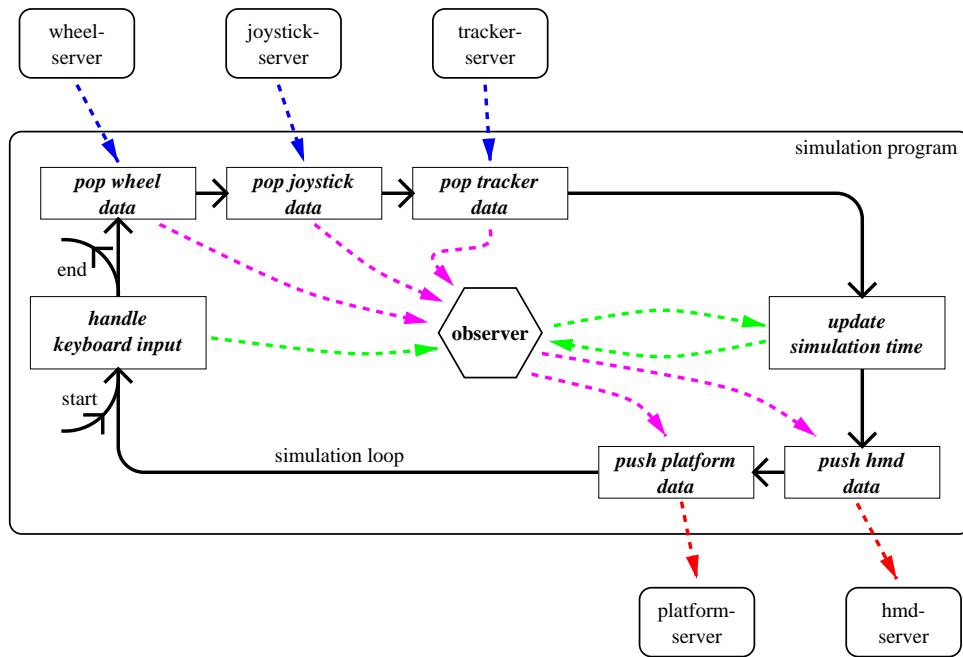 wheel-
server
joystick-
server
tracker-
server
simulation program
pop wheel
data
pop joystick
data
pop tracker
data
end
handle
keyboard input
observer
update
simulation time
start
simulation loop
push platform
data
push hmd
data
platform-
server
hmd-
server